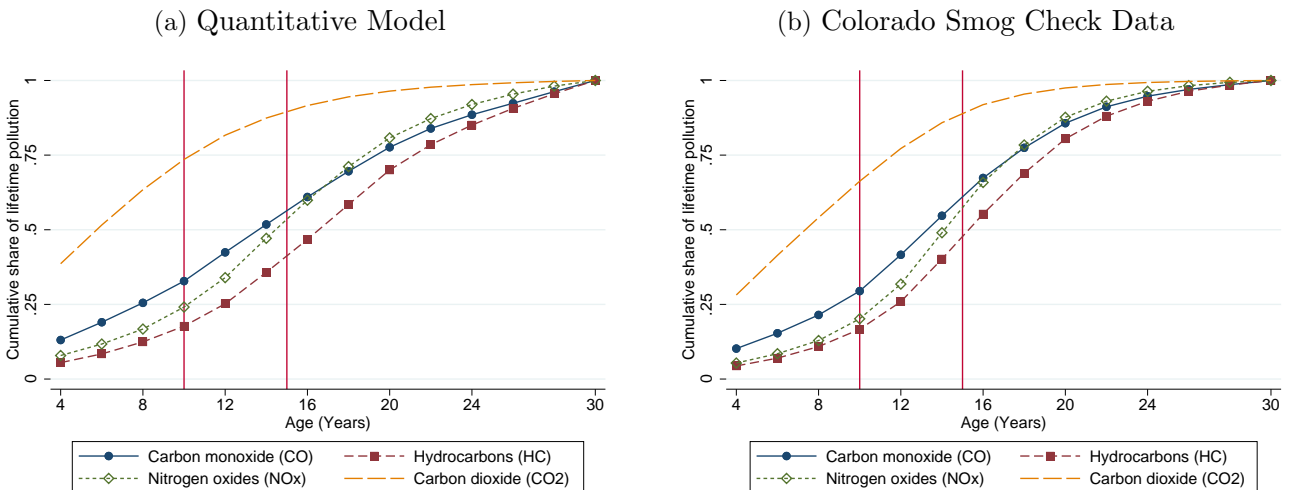 (a) Quantitative Model
Cumulative share of lifetime pollution
0 .25 .5 .75 1
4 8 12 16 20 24 30
Age (Years)
Carbon monoxide (CO) Hydrocarbons (HC)
Nitrogen oxides (NOx) Carbon dioxide (CO2)
(b) Colorado Smog Check Data
Cumulative share of lifetime pollution
0 .25 .5 .75 1
4 8 12 16 20 24 30
Age (Years)
Carbon monoxide (CO) Hydrocarbons (HC)
Nitrogen oxides (NOx) Carbon dioxide (CO2)